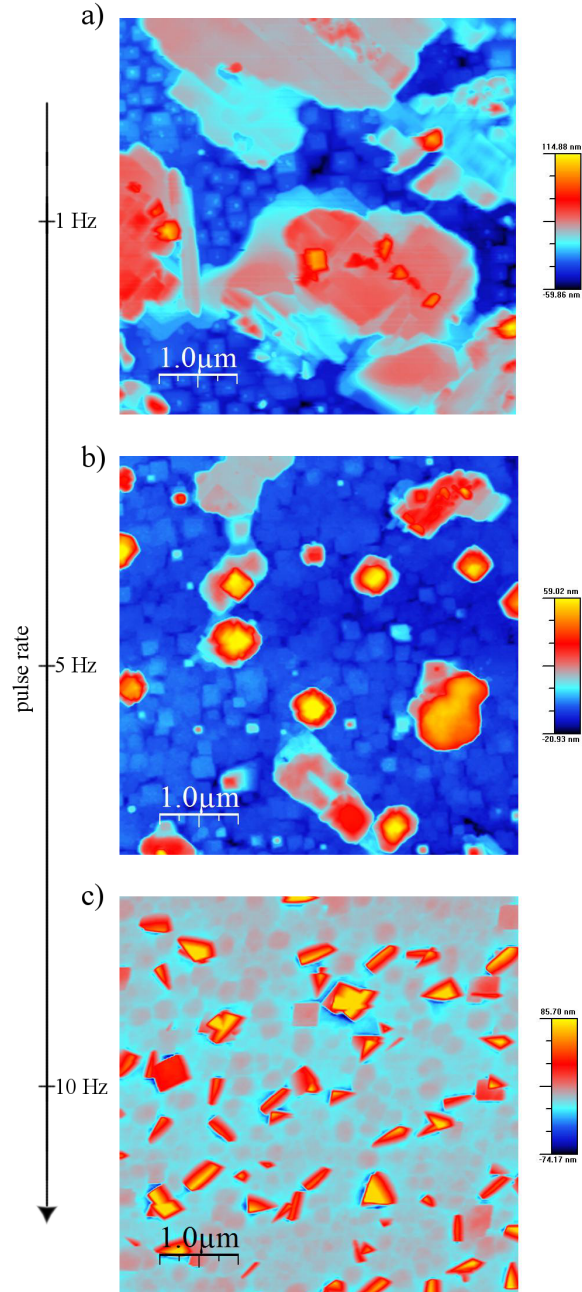 a)
114.88 nm
1 Hz
-59.86 nm
1.0μm
b)
59.02 nm
pulse rate
5 Hz
-20.93 nm
1.0μm
c)
85.70 nm
10 Hz
-74.17 nm
1.0μm